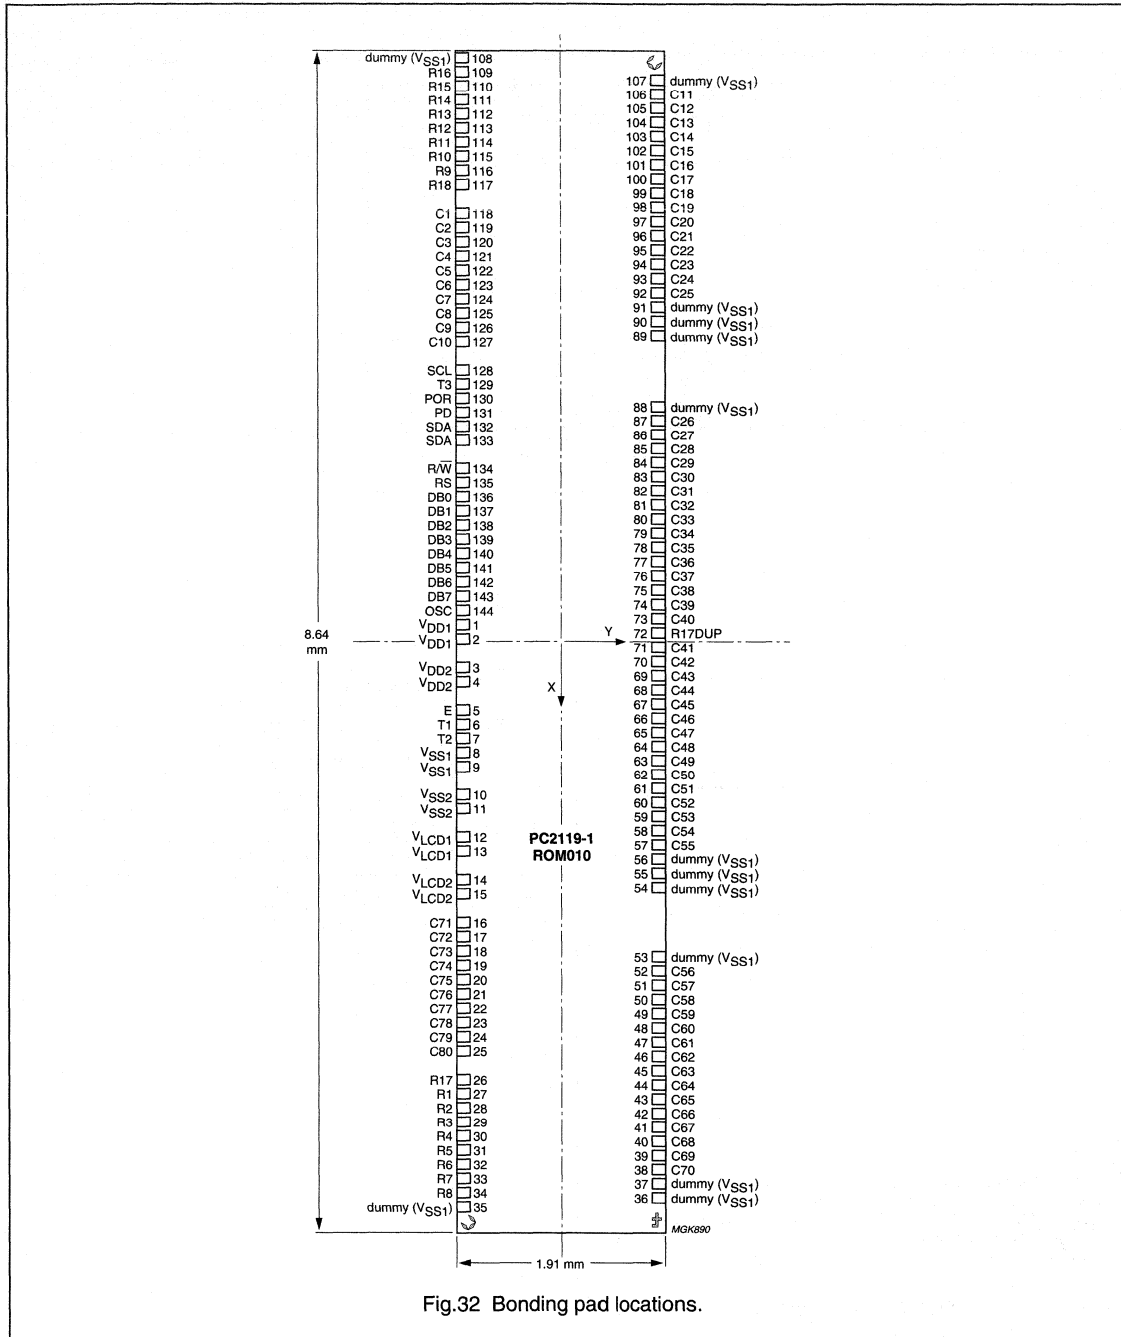 dummy (VSS1) 108
R16 109
R15 110
R14 111
R13 112
R12 113
R11 114
R10 115
R9 116
R18 117
C1 118
C2 119
C3 120
C4 121
C5 122
C6 123
C7 124
C8 125
C9 126
C10 127
SCL 128
T3 129
POR 130
PD 131
SDA 132
SDA 133
R/W̅ 134
RS 135
DB0 136
DB1 137
DB2 138
DB3 139
DB4 140
DB5 141
DB6 142
DB7 143
OSC 144
VDD1 1
VDD1 2
VDD2 3
VDD2 4
E 5
T1 6
T2 7
VSS1 8
VSS1 9
VSS2 10
VSS2 11
VLCD1 12
VLCD1 13
VLCD2 14
VLCD2 15
C71 16
C72 17
C73 18
C74 19
C75 20
C76 21
C77 22
C78 23
C79 24
C80 25
R17 26
R1 27
R2 28
R3 29
R4 30
R5 31
R6 32
R7 33
R8 34
dummy (VSS1) 35
8.64
mm
Y
X
PC2119-1
ROM010
107 dummy (VSS1)
106 C11
105 C12
104 C13
103 C14
102 C15
101 C16
100 C17
99 C18
98 C19
97 C20
96 C21
95 C22
94 C23
93 C24
92 C25
91 dummy (VSS1)
90 dummy (VSS1)
89 dummy (VSS1)
88 dummy (VSS1)
87 C26
86 C27
85 C28
84 C29
83 C30
82 C31
81 C32
80 C33
79 C34
78 C35
77 C36
76 C37
75 C38
74 C39
73 C40
72 R17DUP
71 C41
70 C42
69 C43
68 C44
67 C45
66 C46
65 C47
64 C48
63 C49
62 C50
61 C51
60 C52
59 C53
58 C54
57 C55
56 dummy (VSS1)
55 dummy (VSS1)
54 dummy (VSS1)
53 dummy (VSS1)
52 C56
51 C57
50 C58
49 C59
48 C60
47 C61
46 C62
45 C63
44 C64
43 C65
42 C66
41 C67
40 C68
39 C69
38 C70
37 dummy (VSS1)
36 dummy (VSS1)
MGK890
1.91 mm
Fig.32 Bonding pad locations.